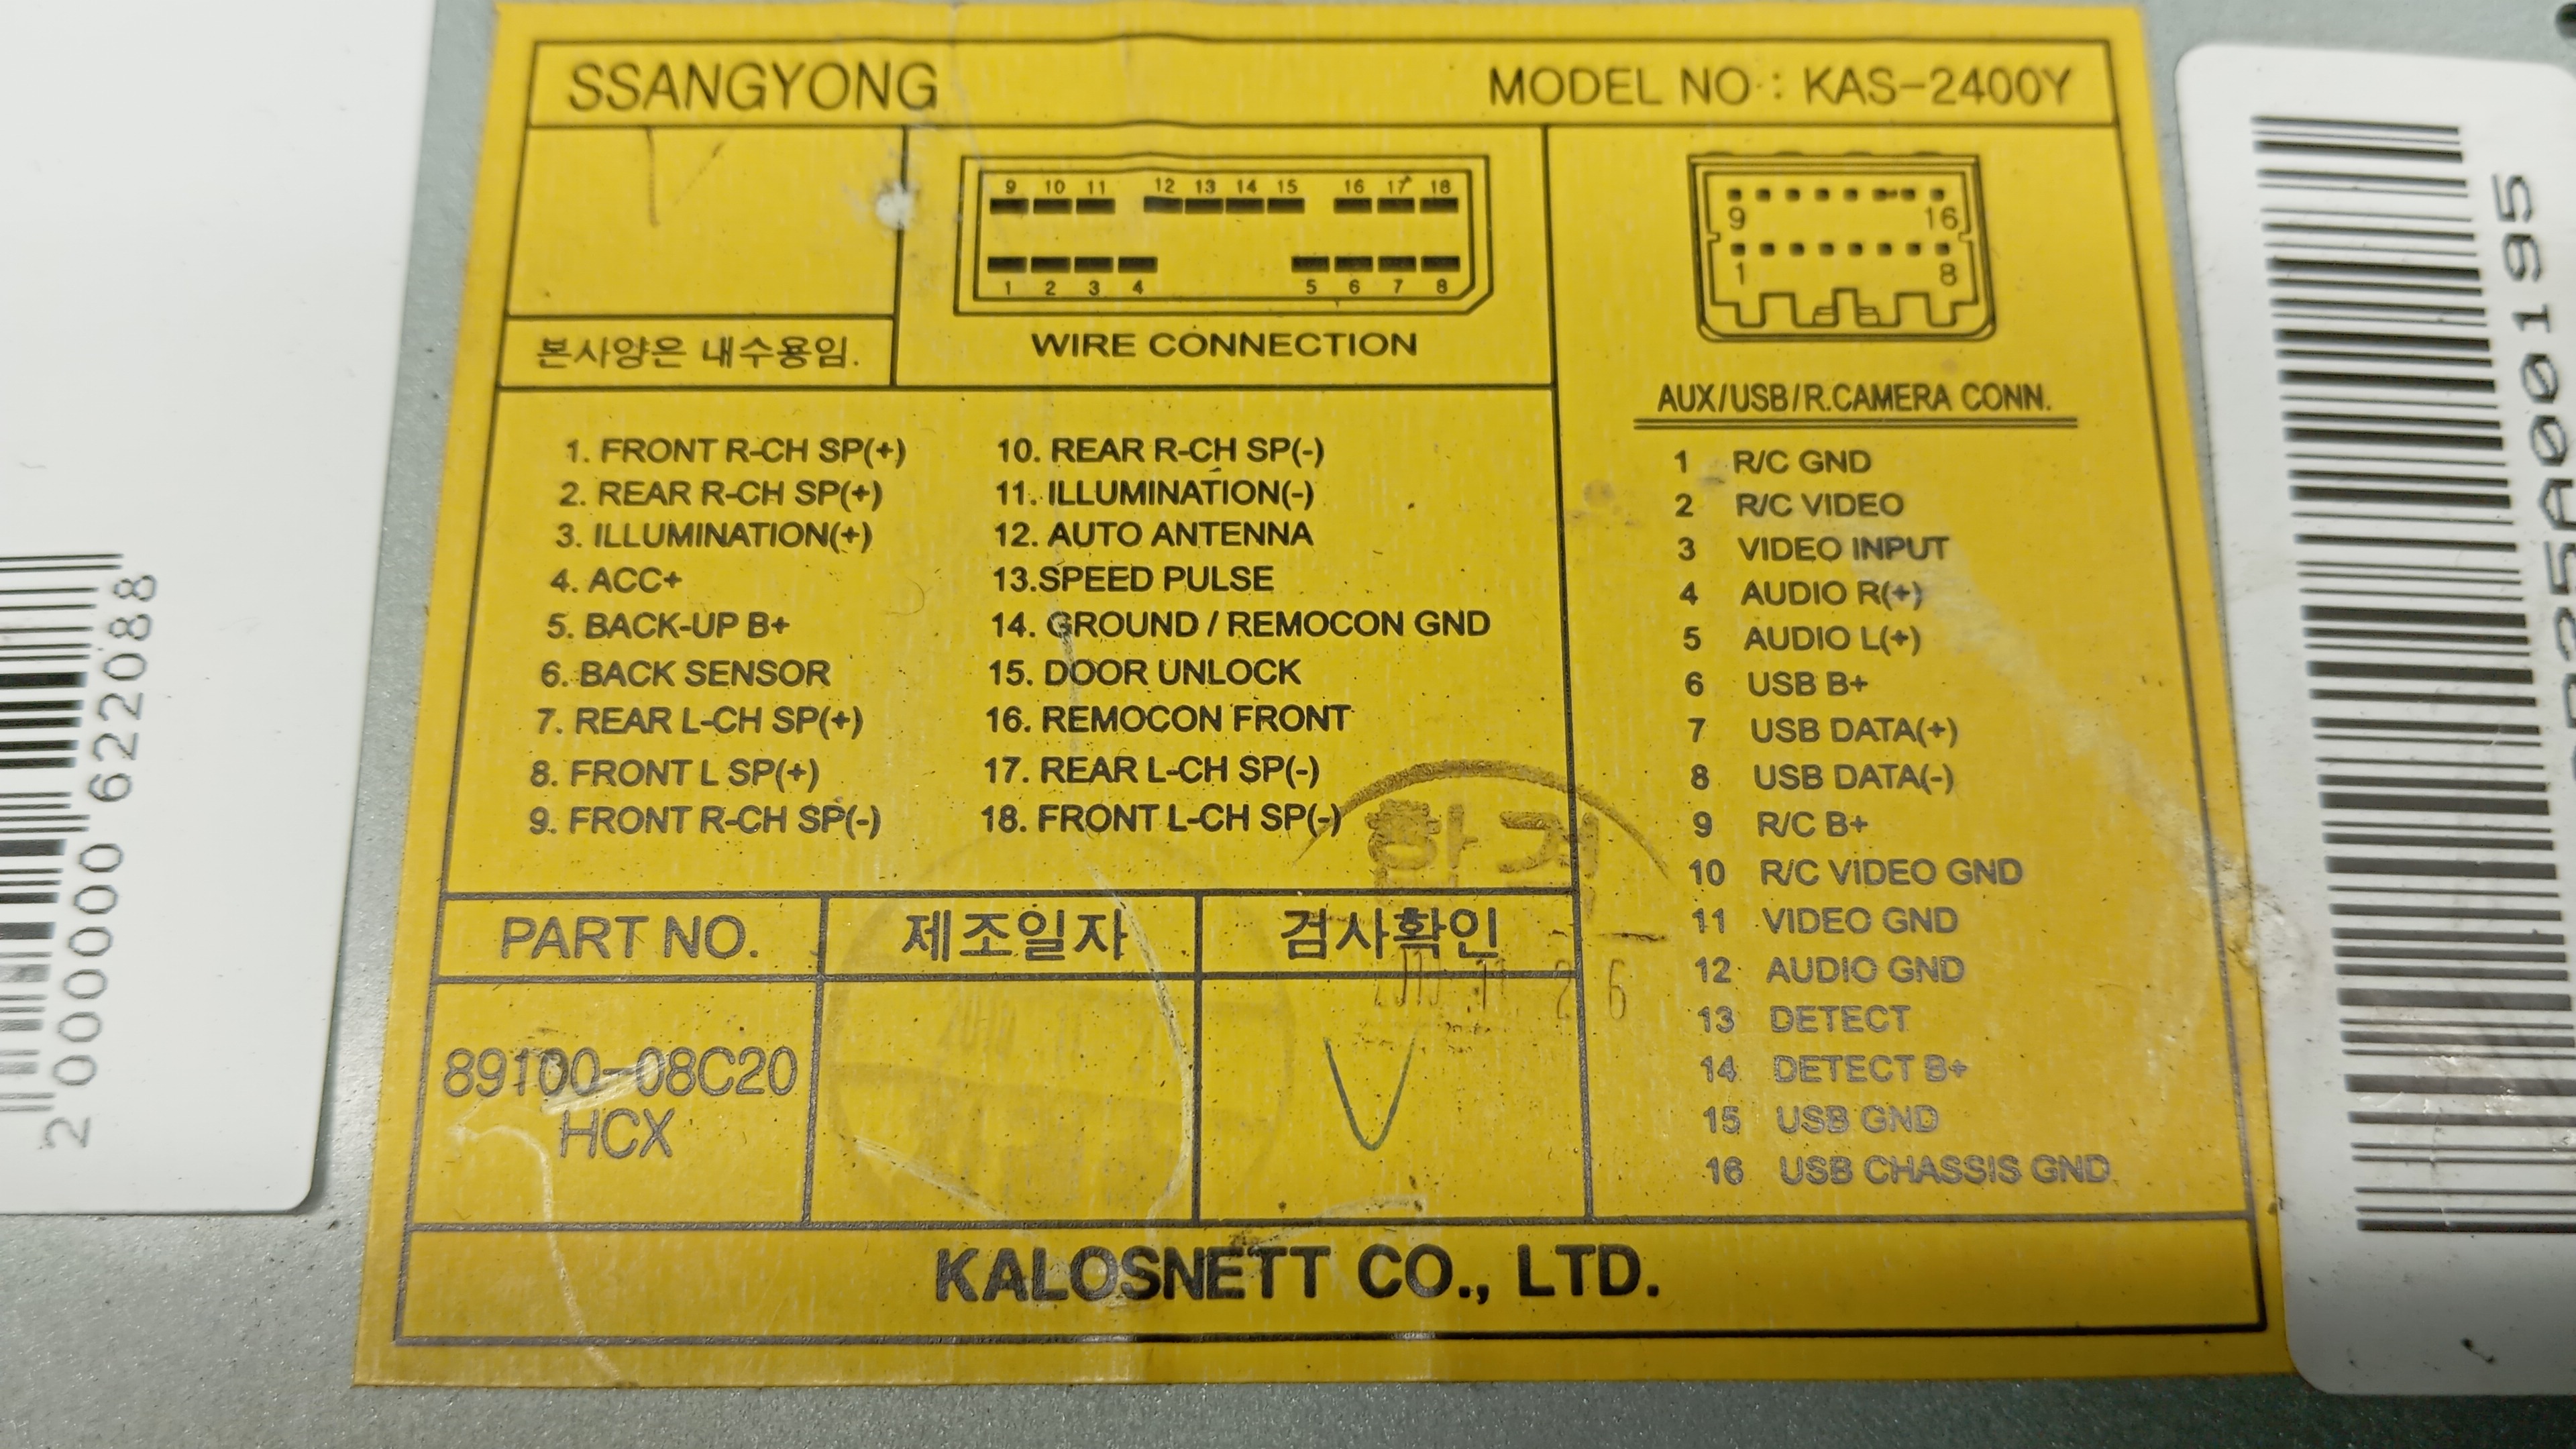 SSANGYONG
MODEL NO : KAS-2400Y
9 10 11 12 13 14 15 16 17 18
1 2 3 4 5 6 7 8
WIRE CONNECTION
본사양은 내수용임.
9 16
1 8
AUX/USB/R.CAMERA CONN.
1. FRONT R-CH SP(+)
2. REAR R-CH SP(+)
3. ILLUMINATION(+)
4. ACC+
5. BACK-UP B+
6. BACK SENSOR
7. REAR L-CH SP(+)
8. FRONT L SP(+)
9. FRONT R-CH SP(-)
10. REAR R-CH SP(-)
11. ILLUMINATION(-)
12. AUTO ANTENNA
13.SPEED PULSE
14. GROUND / REMOCON GND
15. DOOR UNLOCK
16. REMOCON FRONT
17. REAR L-CH SP(-)
18. FRONT L-CH SP(-)
1 R/C GND
2 R/C VIDEO
3 VIDEO INPUT
4 AUDIO R(+)
5 AUDIO L(+)
6 USB B+
7 USB DATA(+)
8 USB DATA(-)
9 R/C B+
10 R/C VIDEO GND
11 VIDEO GND
12 AUDIO GND
13 DETECT
14 DETECT B+
15 USB GND
16 USB CHASSIS GND
합격
PART NO.
제조일자
검사확인
89100-08C20
HCX
KALOSNETT CO., LTD.
2 000000 622088